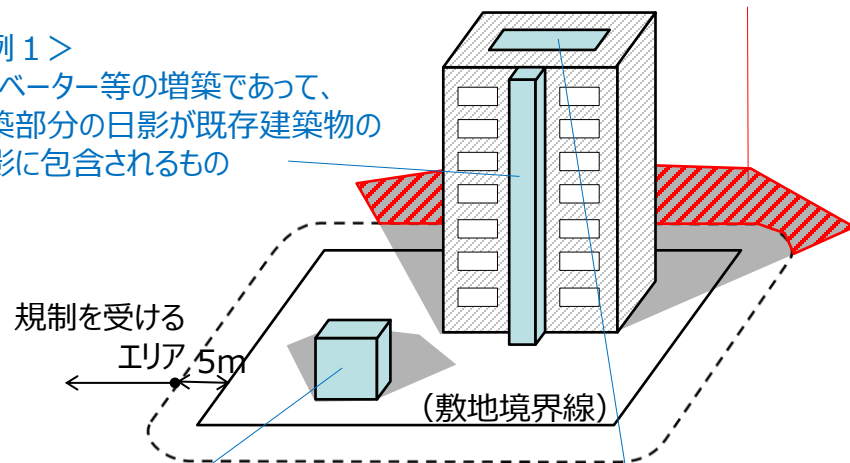 例１＞
ベーター等の増築であって、
築部分の日影が既存建築物の
影に包含されるもの
規制を受ける
エリア
5m
（敷地境界線）